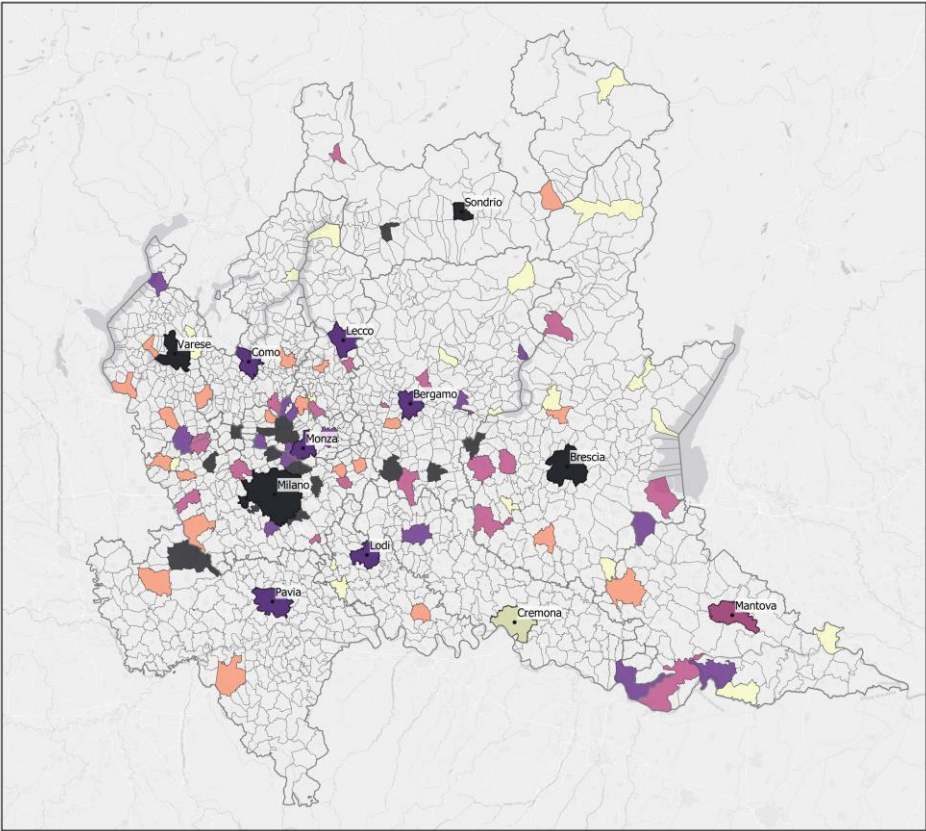 Sondrio
Lecco
Varese
Como
Bergamo
Monza
Brescia
Milano
Lodi
Pavia
Mantova
Cremona